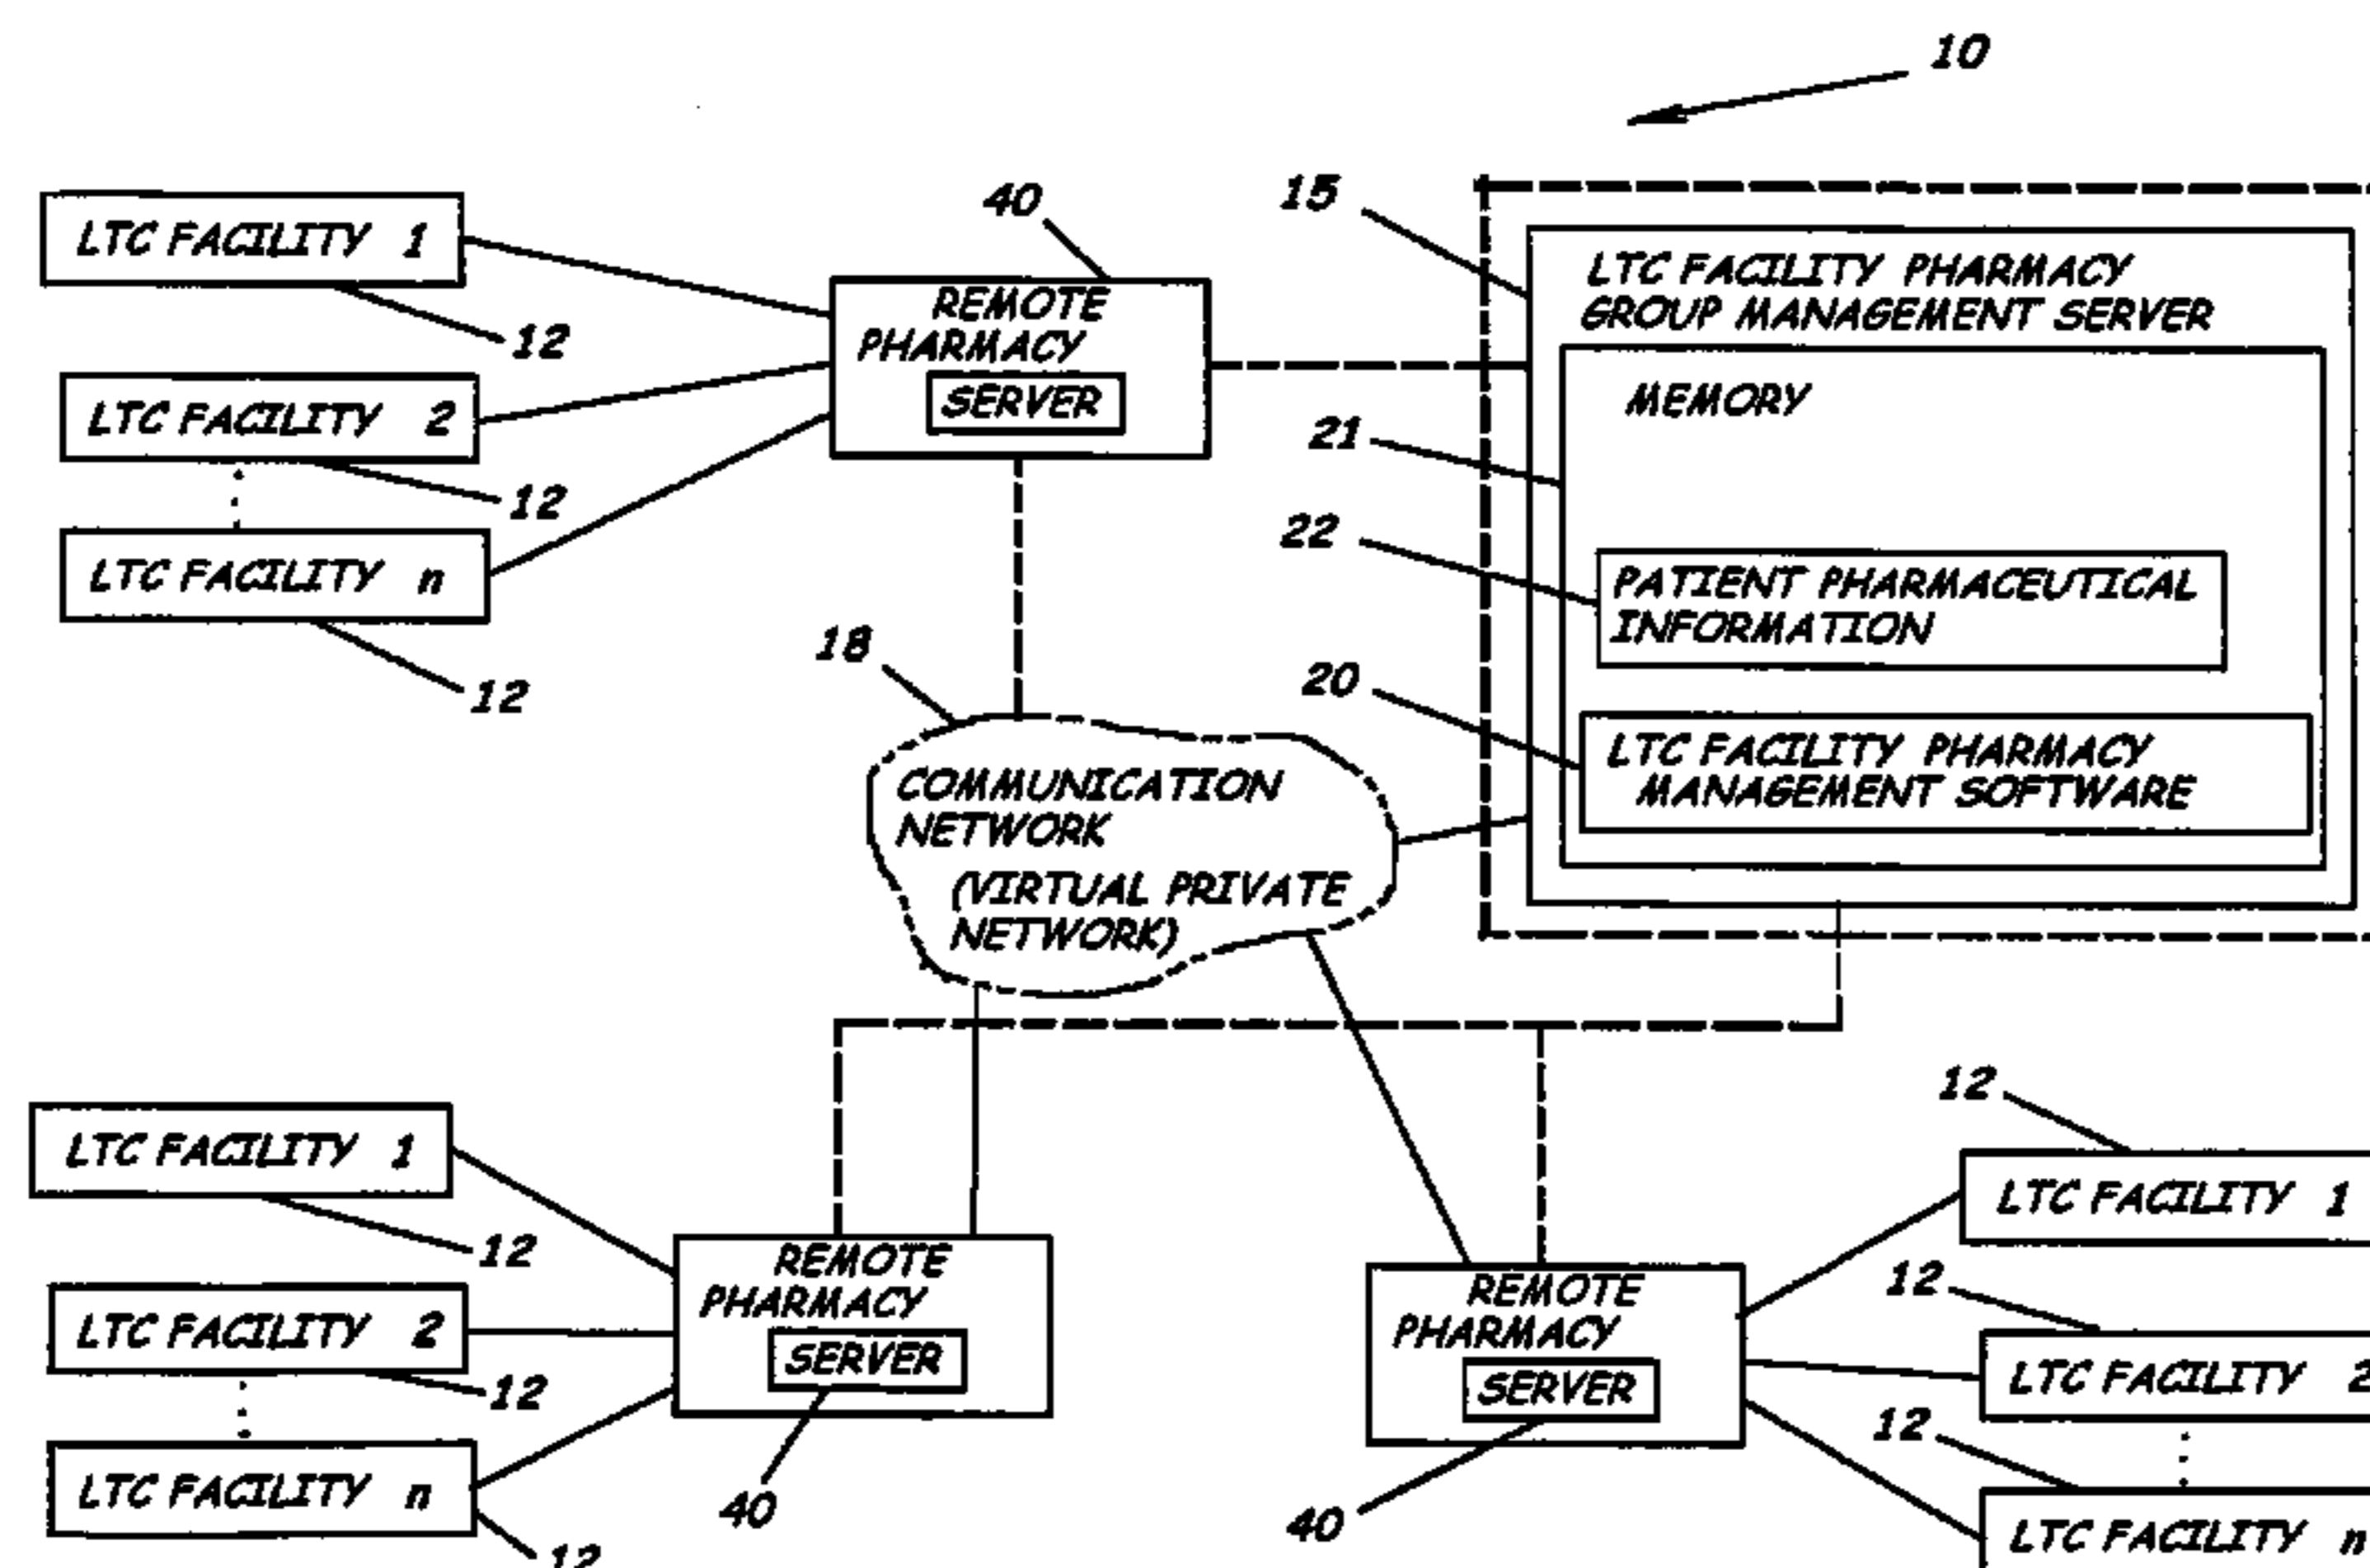 10
LTC FACILITY 1
12
LTC FACILITY 2
12
LTC FACILITY n
12
40
REMOTE
PHARMACY
SERVER
15
LTC FACILITY PHARMACY
GROUP MANAGEMENT SERVER
21
MEMORY
22
PATIENT PHARMACEUTICAL
INFORMATION
20
LTC FACILITY PHARMACY
MANAGEMENT SOFTWARE
18
COMMUNICATION
NETWORK
(VIRTUAL PRIVATE
NETWORK)
LTC FACILITY 1
12
LTC FACILITY 2
12
LTC FACILITY n
12
REMOTE
PHARMACY
SERVER
40
REMOTE
PHARMACY
SERVER
40
12
LTC FACILITY 1
12
LTC FACILITY 2
12
LTC FACILITY n